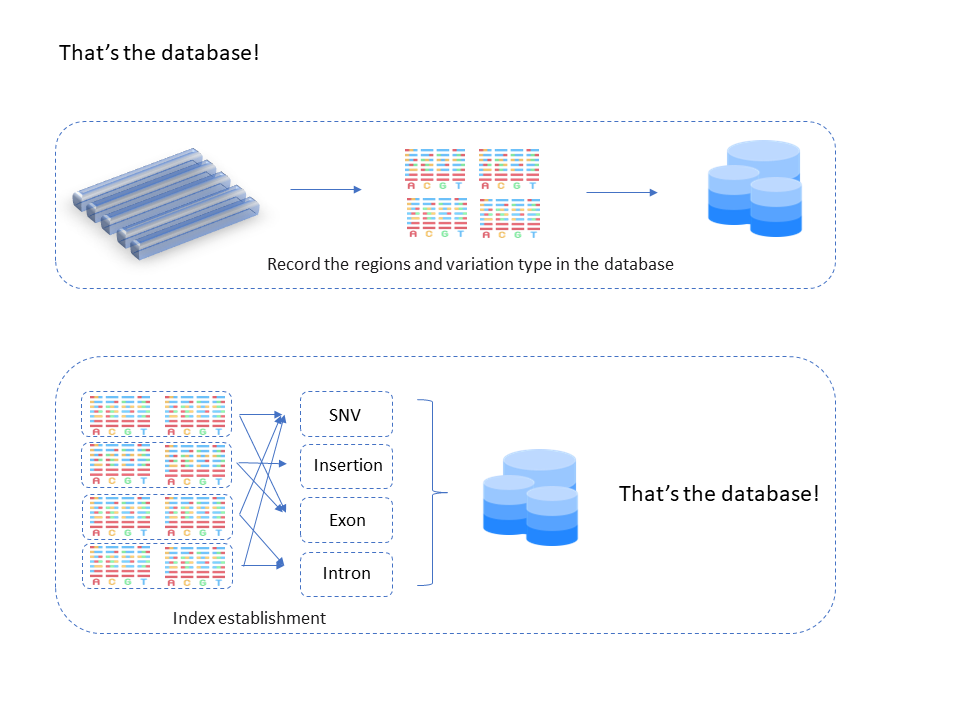 That's the database!
A C G T A C G T
A C G T A C G T
Record the regions and variation type in the database
A C G T A C G T
SNV
A C G T A C G T
Insertion
A C G T A C G T
Exon
A C G T A C G T
Intron
That's the database!
Index establishment